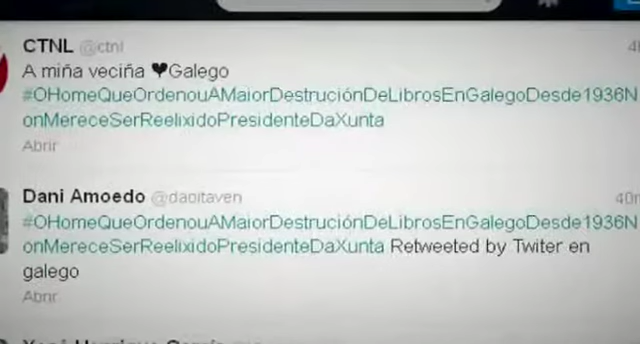 CTNL @ctnl
A miña veciña ❤Galego
#OHomeQueOrdenouAMaiorDestruciónDeLibrosEnGalegoDesde1936N
onMereceSerReelixidoPresidenteDaXunta
Abrir
Dani Amoedo @daoitaven
40m
#OHomeQueOrdenouAMaiorDestruciónDeLibrosEnGalegoDesde1936N
onMereceSerReelixidoPresidenteDaXunta Retweeted by Twiter en
galego
Abrir